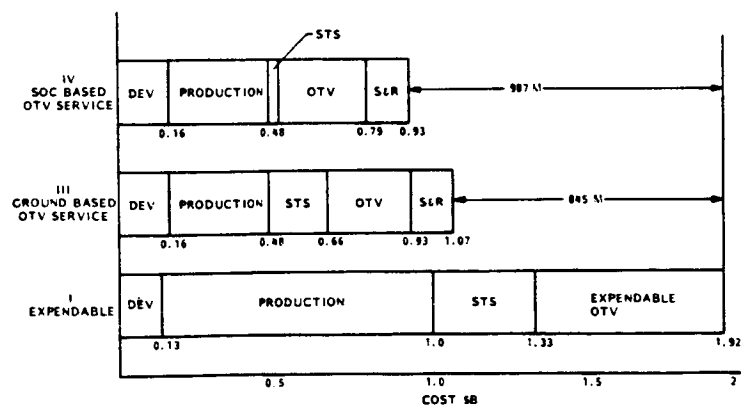 STS
IV
SOC BASED
OTV SERVICE
DEV PRODUCTION OTV S&R
987 M
0.16 0.48 0.79 0.93
III
GROUND BASED
OTV SERVICE
DEV PRODUCTION STS OTV S&R
845 M
0.16 0.48 0.66 0.93 1.07
I
EXPENDABLE
DEV PRODUCTION STS EXPENDABLE
OTV
0.13 1.0 1.33 1.92
0.5 1.0 1.5 2
COST $B